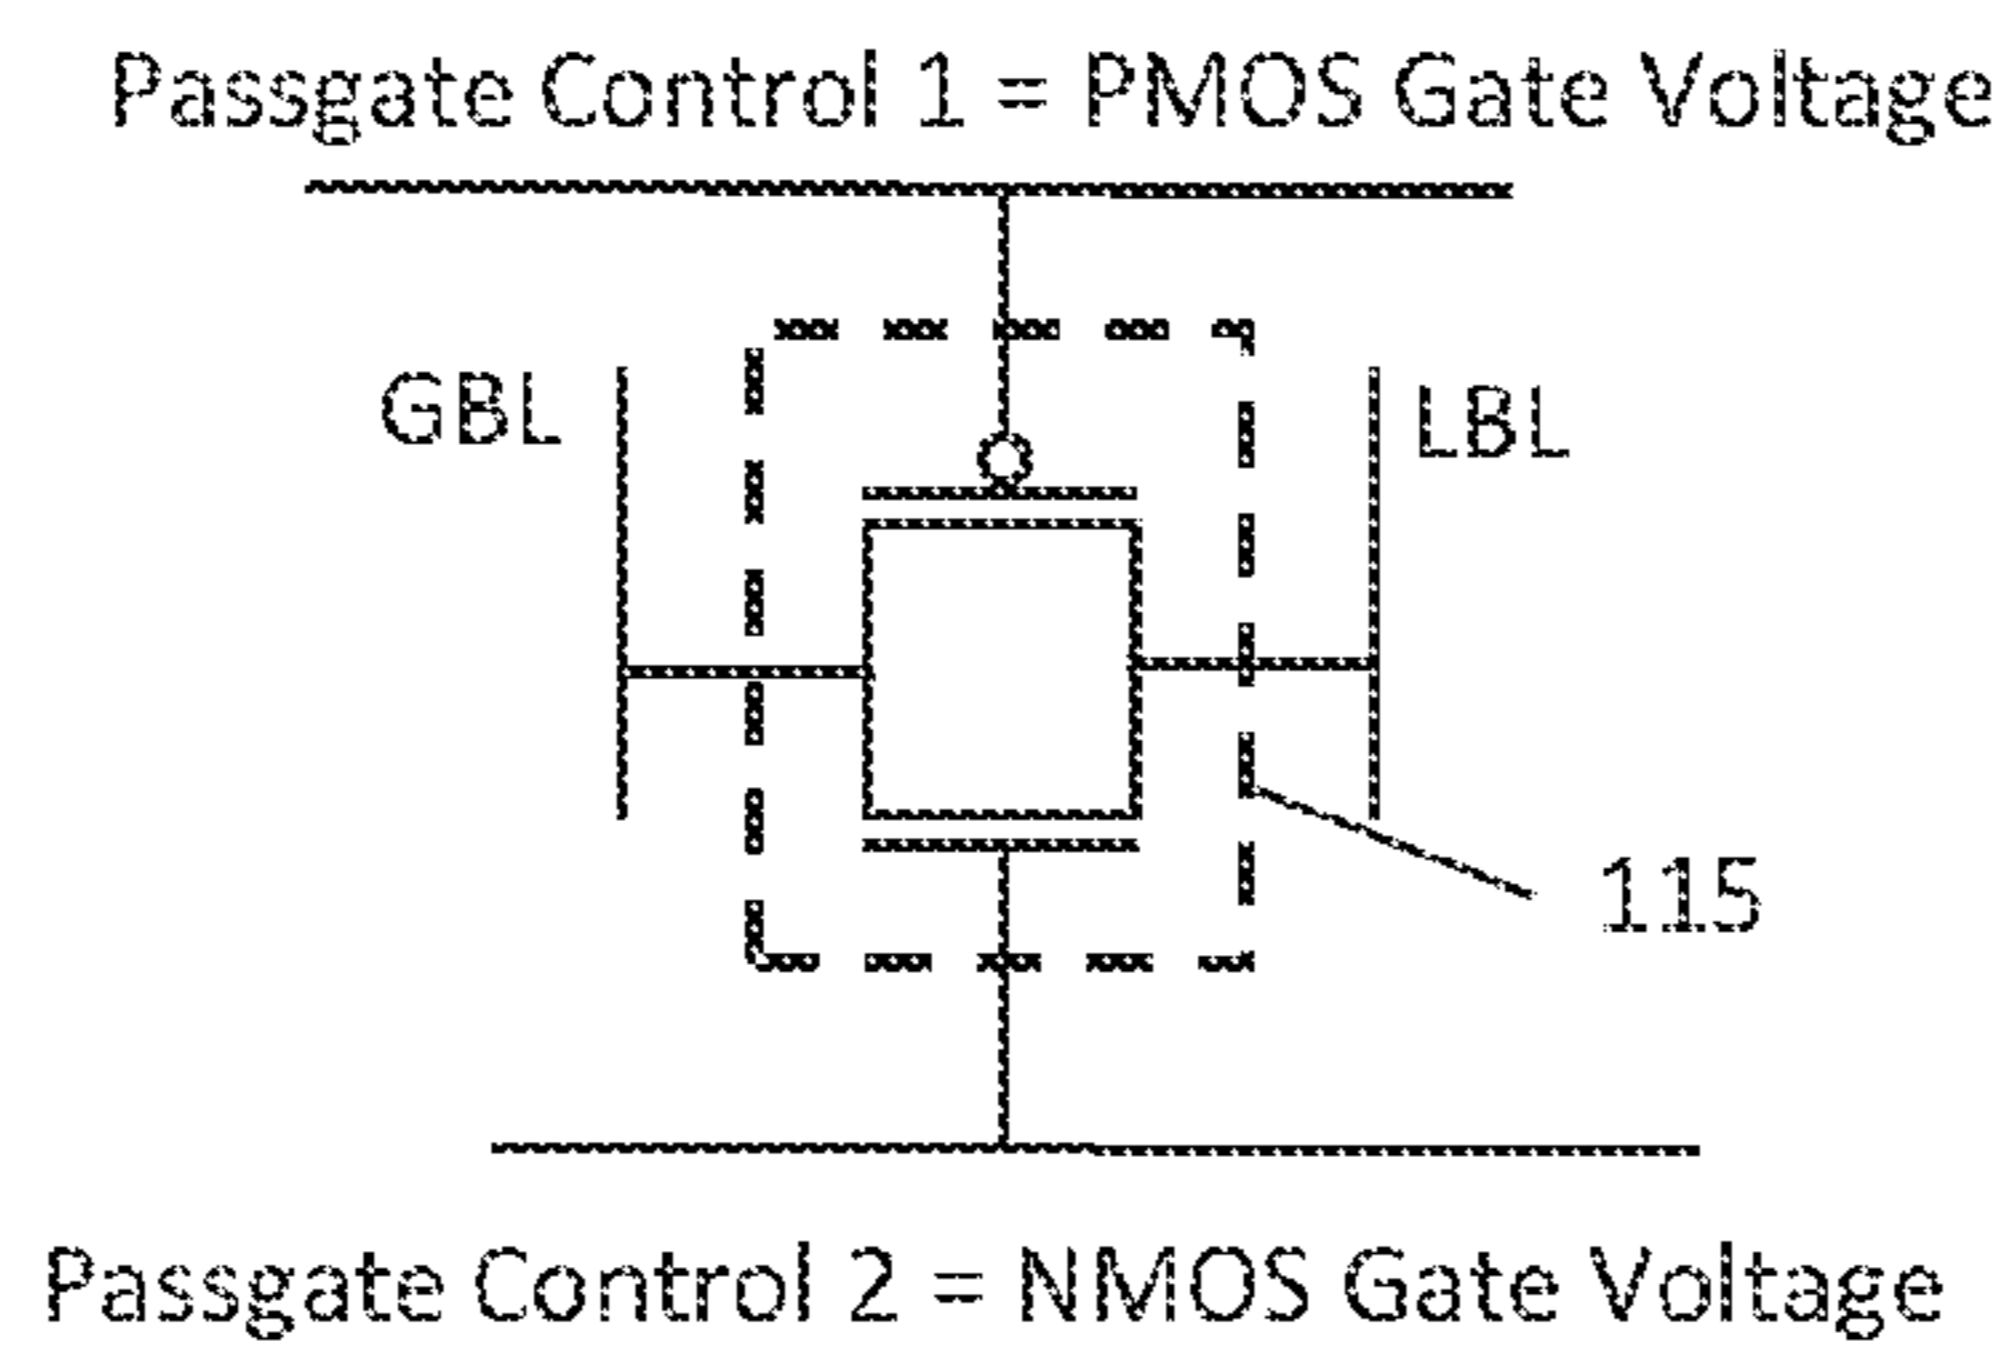 Passgate Control 1 = PMOS Gate Voltage
GBL
LBL
115
Passgate Control 2 = NMOS Gate Voltage